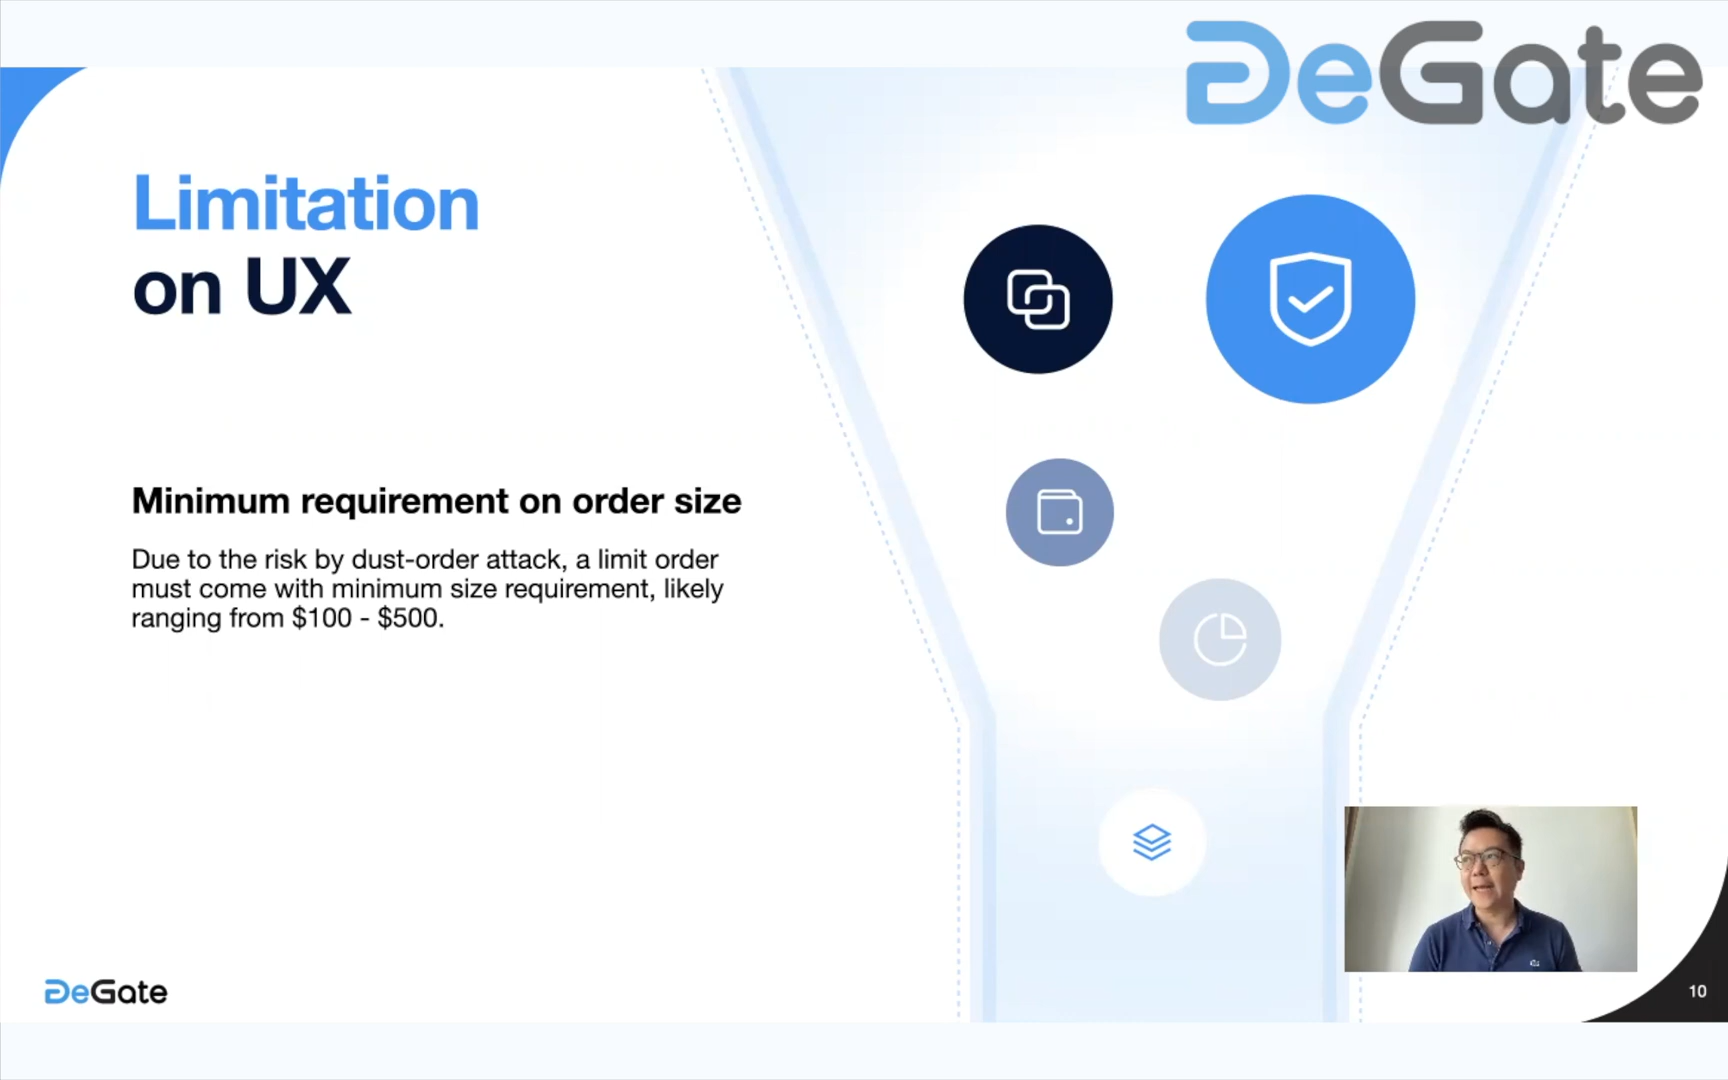 DeGate
Limitation
on UX
Minimum requirement on order size
Due to the risk by dust-order attack, a limit order
must come with minimum size requirement, likely
ranging from $100 - $500.
DeGate
10